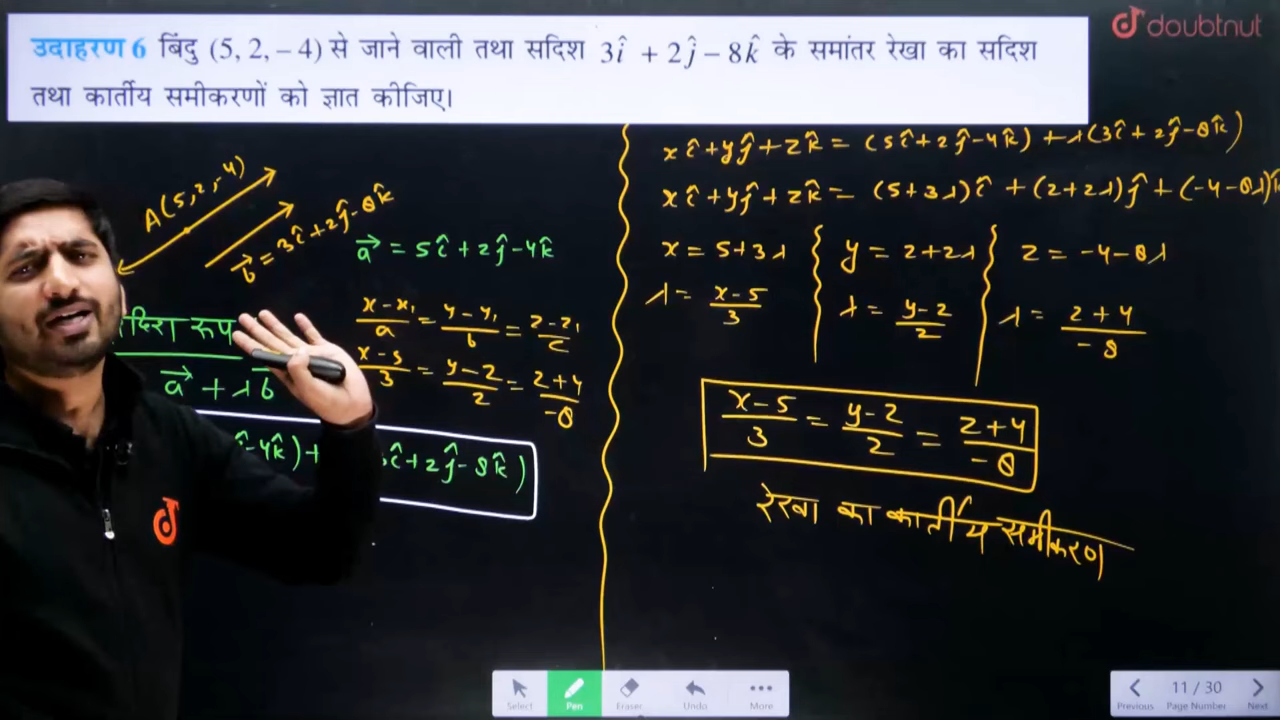 doubtnut
उदाहरण 6 बिंदु (5, 2, – 4) से जाने वाली तथा सदिश 3î + 2ĵ – 8k̂ के समांतर रेखा का सदिश
तथा कार्तीय समीकरणों को ज्ञात कीजिए।
A(5, 2, -4)
b⃗ = 3î+2ĵ-8k̂
a⃗ = 5î+2ĵ-4k̂
रूप
a⃗ + λb⃗
-4k̂)+ î+2ĵ-8k̂)
(x-x₁)/a = (y-y₁)/b = (z-z₁)/c
(x-5)/3 = (y-2)/2 = (z+4)/-8
xî+yĵ+zk̂ = (5î+2ĵ-4k̂) + λ(3î+2ĵ-8k̂)
xî+yĵ+zk̂ = (5+3λ)î + (2+2λ)ĵ + (-4-8λ)k̂
x = 5+3λ y = 2+2λ z = -4-8λ
λ = (x-5)/3 λ = (y-2)/2 λ = (z+4)/-8
(x-5)/3 = (y-2)/2 = (z+4)/-8
रेखा का कार्तीय समीकरण
Select Pen Eraser Undo More
11 / 30
Previous Page Number Next